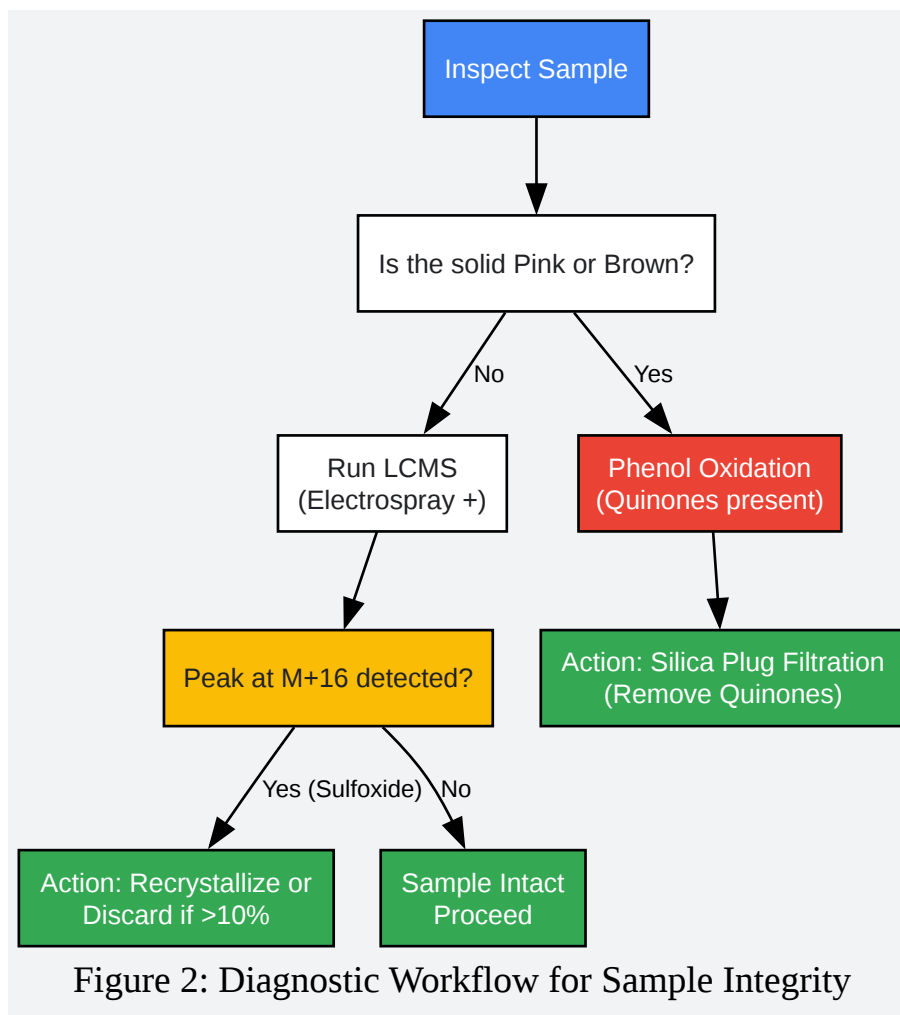 Inspect Sample
Is the solid Pink or Brown?
No
Yes
Run LCMS
(Electrospray +)
Phenol Oxidation
(Quinones present)
Peak at M+16 detected?
Action: Silica Plug Filtration
(Remove Quinones)
Yes (Sulfoxide)
No
Action: Recrystallize or
Discard if >10%
Sample Intact
Proceed
Figure 2: Diagnostic Workflow for Sample Integrity